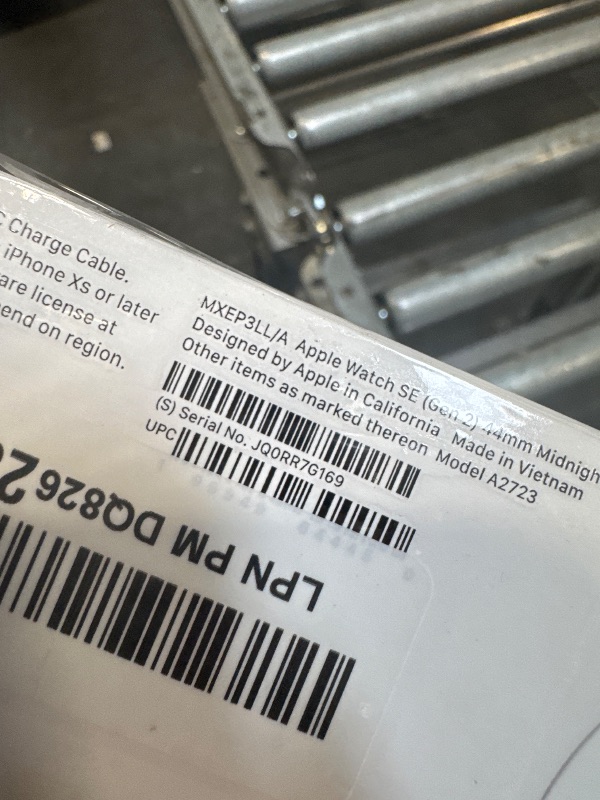 C Charge Cable.
iPhone Xs or later
are license at
end on region.
MXEP3LL/A Apple Watch SE (Gen 2) 44mm Midnigh
Designed by Apple in California Made in Vietnam
Other items as marked thereon Model A2723
(S) Serial No. JQ0RR7G169
UPC
LPN PM DQ8262